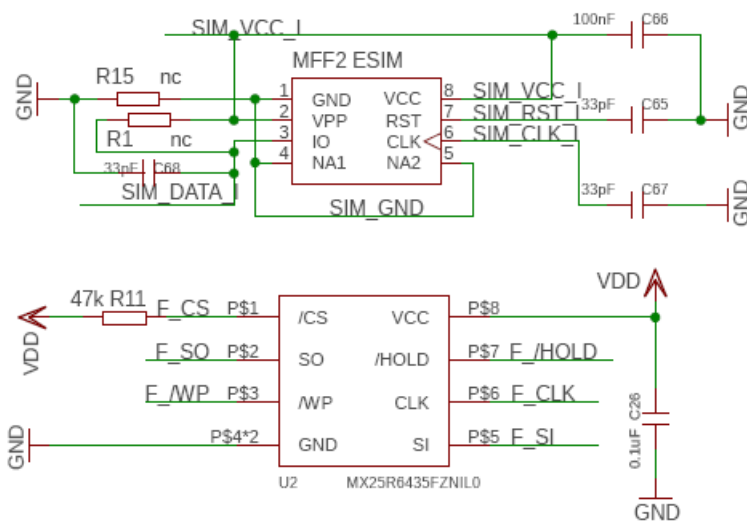 SIM_VCC_I
100nF C66
MFF2 ESIM
R15 nc
GND
1 GND VCC 8 SIM_VCC_I
2 VPP RST 7 SIM_RST_I 33pF C65
3 IO CLK 6 SIM_CLK_I
4 NA1 NA2 5
R1 nc
GND
33pF C68
SIM_DATA_I
SIM_GND
33pF C67
GND
VDD
47k R11 F_CS P$1 /CS VCC P$8
VDD
F_SO P$2 SO /HOLD P$7 F_/HOLD
F_/WP P$3 /WP CLK P$6 F_CLK
GND P$4*2 GND SI P$5 F_SI
0.1uF C26
U2 MX25R6435FZNIL0
GND